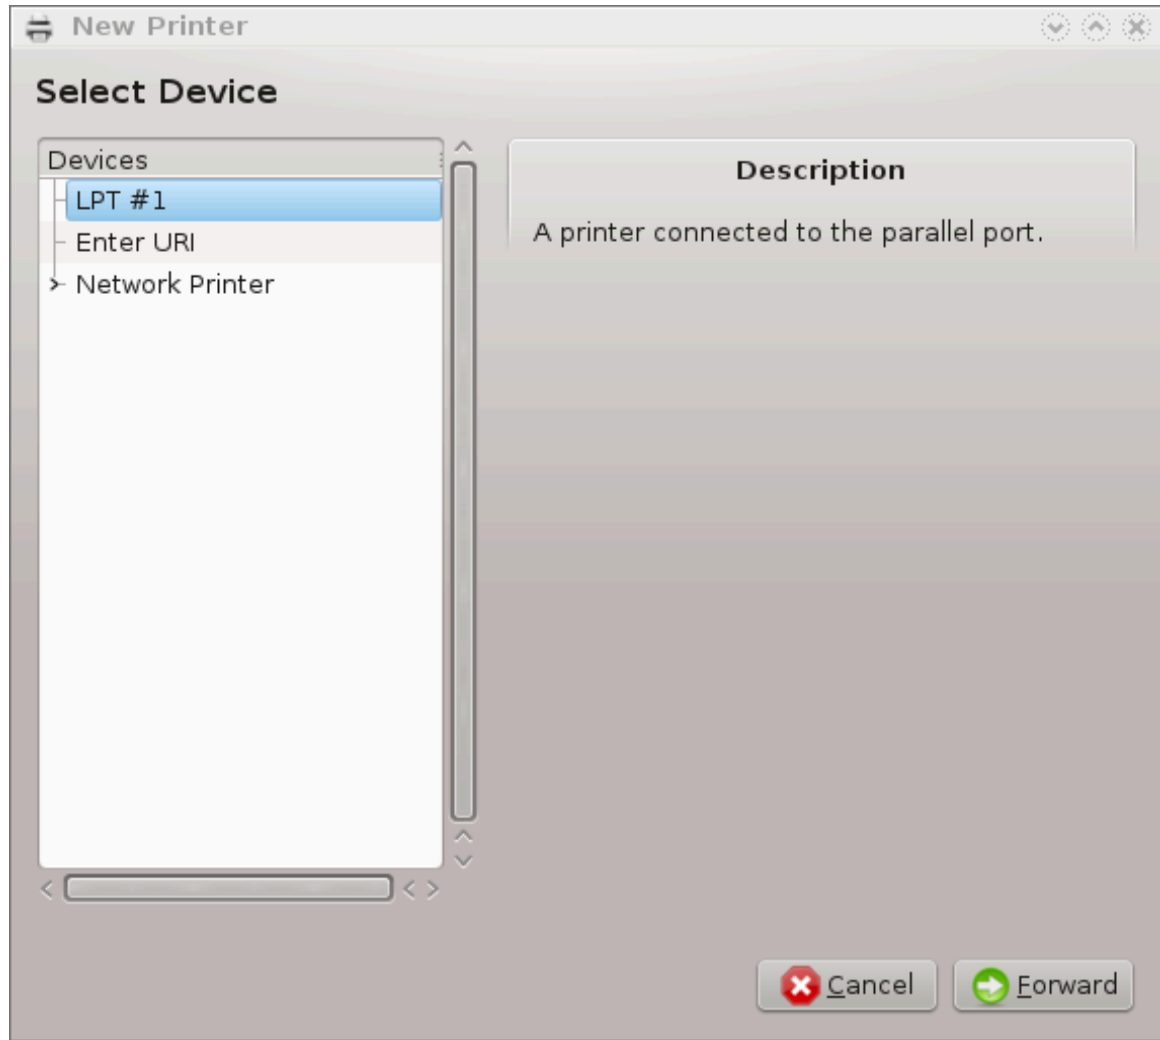 New Printer
Select Device
Devices
LPT #1
Enter URI
Network Printer
Description
A printer connected to the parallel port.
Cancel
Forward